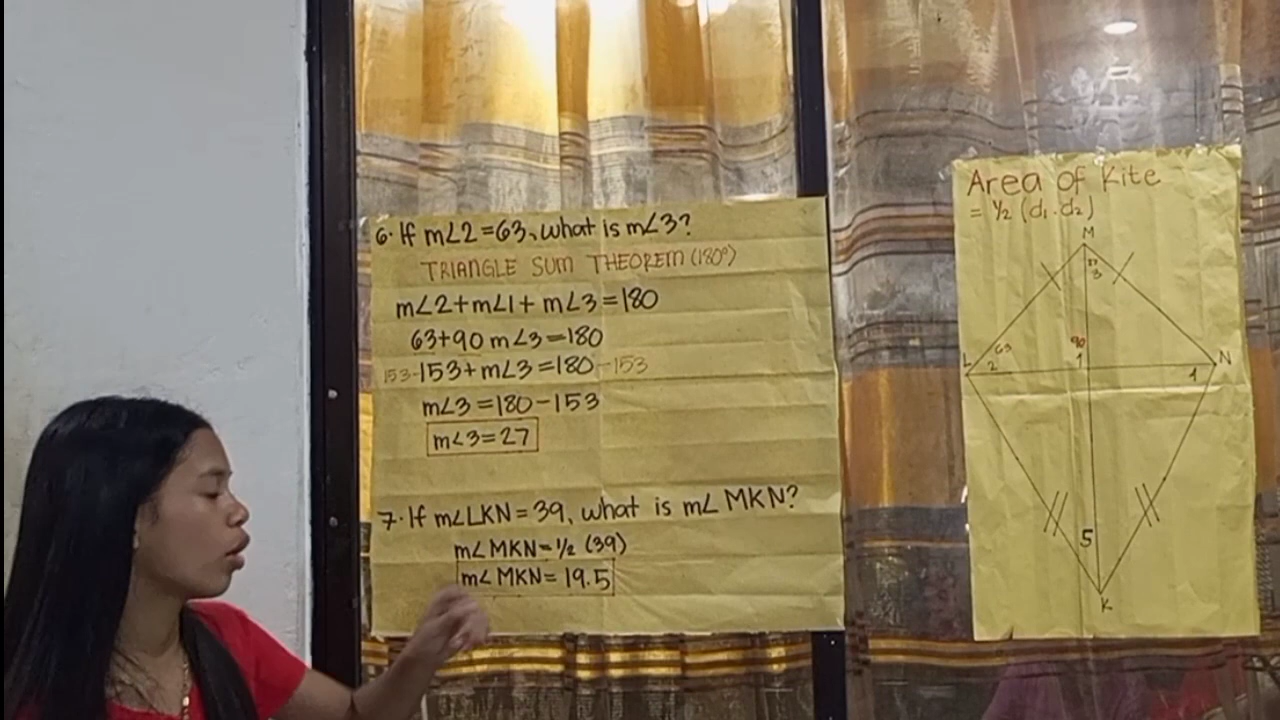 6. If m∠2=63, what is m∠3?
TRIANGLE SUM THEOREM (180°)
m∠2+m∠1+ m∠3=180
63+90 m∠3=180
153-153+m∠3=180-153
m∠3=180-153
m∠3=27
7. If m∠LKN=39, what is m∠ MKN?
m∠ MKN=1/2 (39)
m∠ MKN= 19.5
Area of Kite
= 1/2 (d1.d2)
M
3
63
90
L
2
1
1
N
5
K